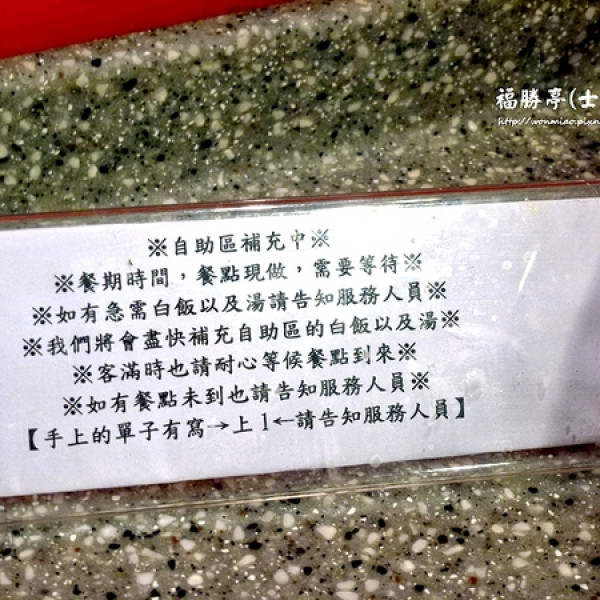 福勝亭(士
http://wonmiao.pixn
※自助區補充中※
※餐期時間，餐點現做，需要等待※
※如有急需白飯以及湯請告知服務人員※
※我們將會盡快補充自助區的白飯以及湯※
※客滿時也請耐心等候餐點到來※
※如有餐點未到也請告知服務人員※
【手上的單子有寫→上1←請告知服務人員】